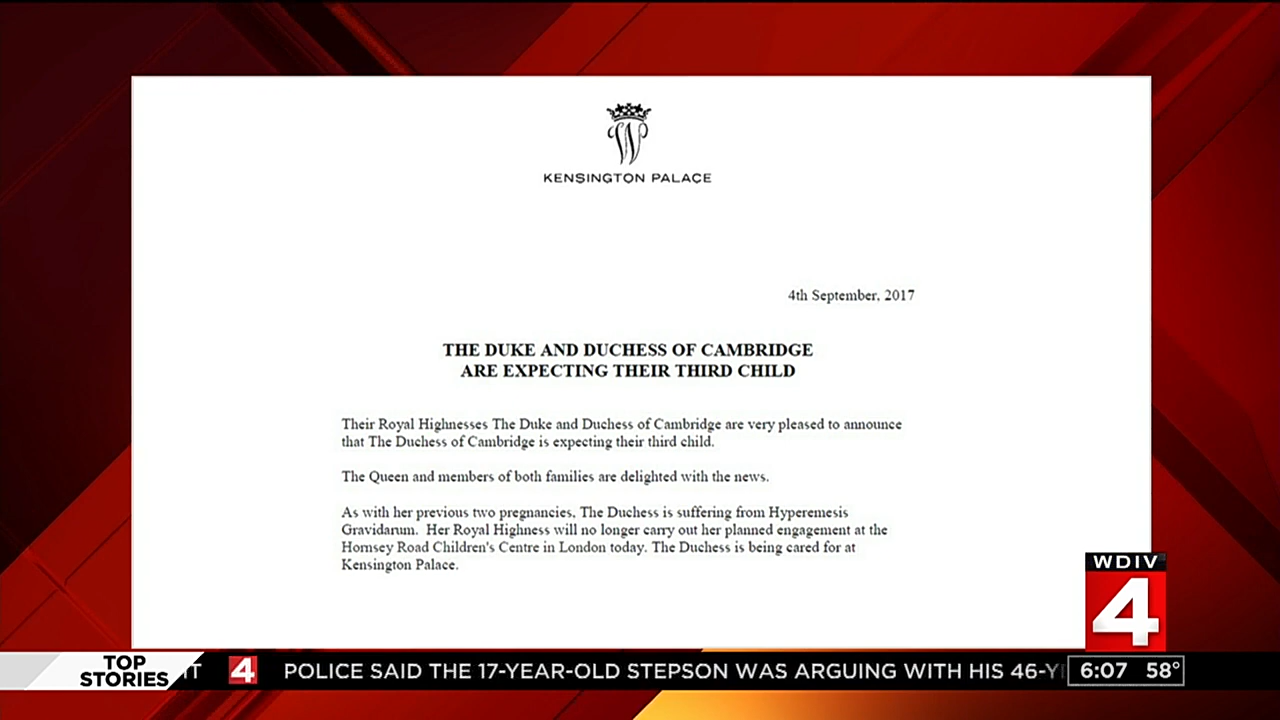 KENSINGTON PALACE
4th September, 2017
THE DUKE AND DUCHESS OF CAMBRIDGE
ARE EXPECTING THEIR THIRD CHILD
Their Royal Highnesses The Duke and Duchess of Cambridge are very pleased to announce
that The Duchess of Cambridge is expecting their third child.
The Queen and members of both families are delighted with the news.
As with her previous two pregnancies, The Duchess is suffering from Hyperemesis
Gravidarum.  Her Royal Highness will no longer carry out her planned engagement at the
Hornsey Road Children's Centre in London today. The Duchess is being cared for at
Kensington Palace.
WDIV
4
TOP
STORIES
4 POLICE SAID THE 17-YEAR-OLD STEPSON WAS ARGUING WITH HIS 46-
6:07 58°